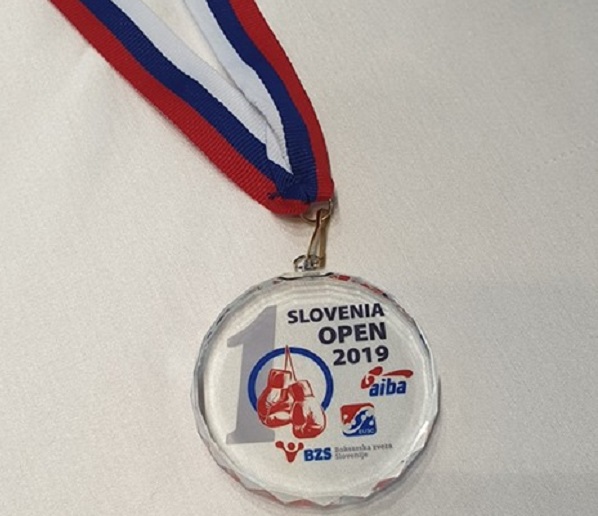 1
SLOVENIA
OPEN
2019
aiba
BZS Boksarska zveza
Slovenije